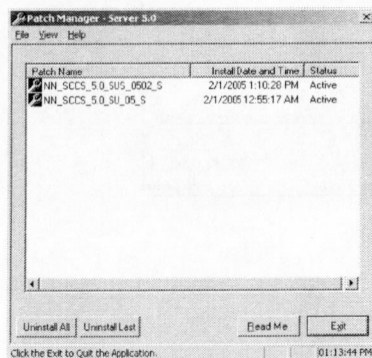 Patch Manager - Server 5.0
File View Help
Patch Name Install Date and Time Status
NN_SCCS_5.0_SUS_0502_S 2/1/2005 1:10:28 PM Active
NN_SCCS_5.0_SU_05_S 2/1/2005 12:55:17 AM Active
Uninstall All Uninstall Last Read Me Exit
Click the Exit to Quit the Application. 01:13:44 PM